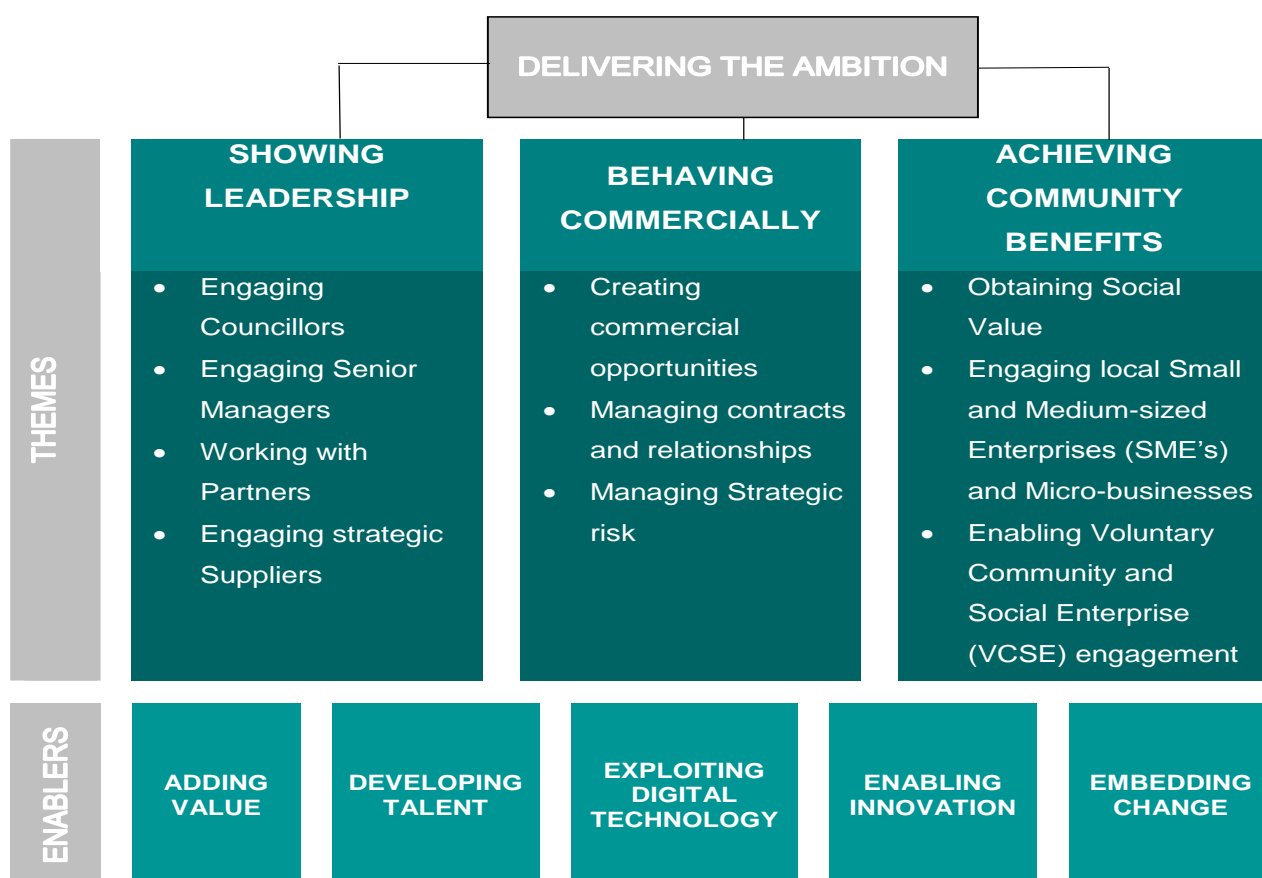 DELIVERING THE AMBITION
THEMES
SHOWING
LEADERSHIP
• Engaging
Councillors
• Engaging Senior
Managers
• Working with
Partners
• Engaging strategic
Suppliers
BEHAVING
COMMERCIALLY
• Creating
commercial
opportunities
• Managing contracts
and relationships
• Managing Strategic
risk
ACHIEVING
COMMUNITY
BENEFITS
• Obtaining Social
Value
• Engaging local Small
and Medium-sized
Enterprises (SME’s)
and Micro-businesses
• Enabling Voluntary
Community and
Social Enterprise
(VCSE) engagement
ENABLERS
ADDING
VALUE
DEVELOPING
TALENT
EXPLOITING
DIGITAL
TECHNOLOGY
ENABLING
INNOVATION
EMBEDDING
CHANGE